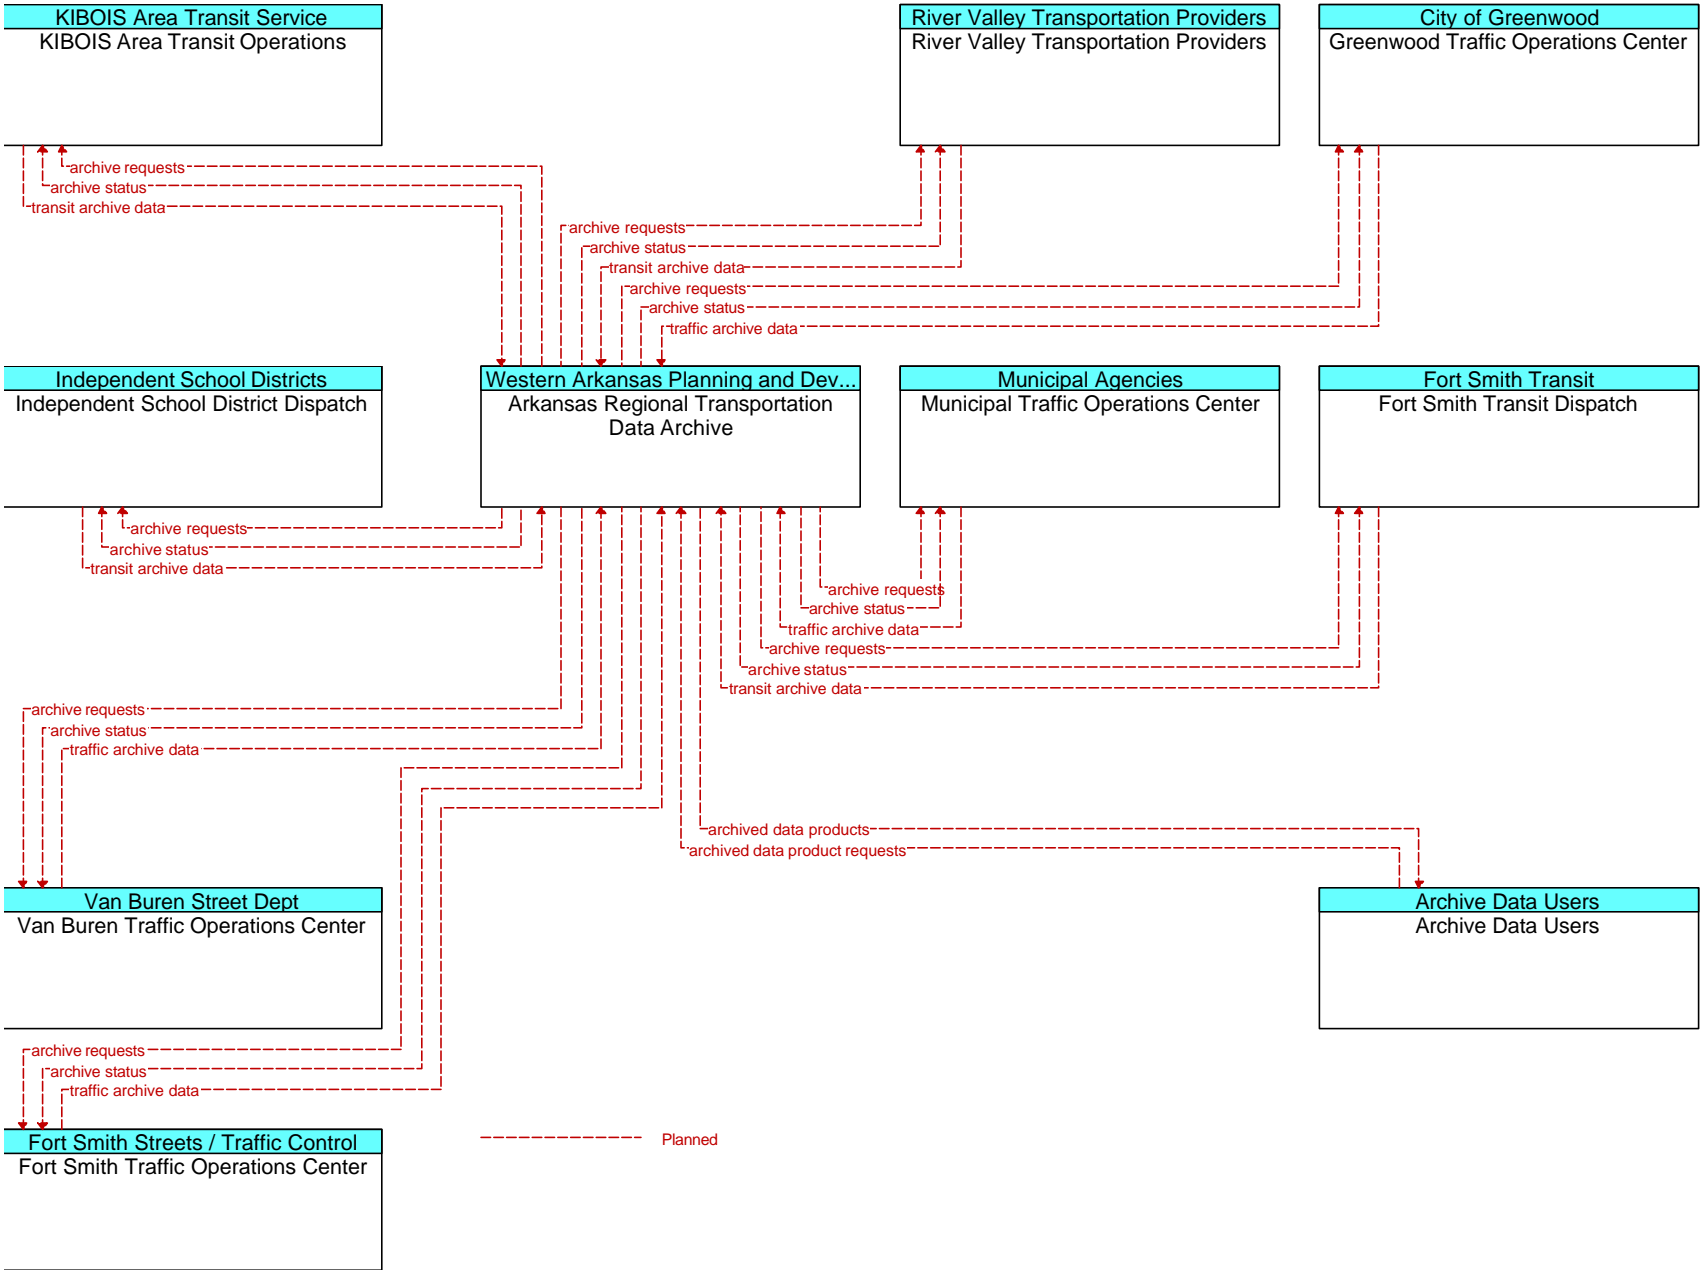 KIBOIS Area Transit Service
KIBOIS Area Transit Operations
River Valley Transportation Providers
River Valley Transportation Providers
City of Greenwood
Greenwood Traffic Operations Center
archive requests
archive status
transit archive data
archive requests
archive status
transit archive data
archive requests
archive status
traffic archive data
Independent School Districts
Independent School District Dispatch
Western Arkansas Planning and Dev...
Arkansas Regional Transportation
Data Archive
Municipal Agencies
Municipal Traffic Operations Center
Fort Smith Transit
Fort Smith Transit Dispatch
archive requests
archive status
transit archive data
archive requests
archive status
traffic archive data
archive requests
archive status
transit archive data
archive requests
archive status
traffic archive data
archived data products
archived data product requests
Van Buren Street Dept
Van Buren Traffic Operations Center
Archive Data Users
Archive Data Users
archive requests
archive status
traffic archive data
Fort Smith Streets / Traffic Control
Fort Smith Traffic Operations Center
Planned